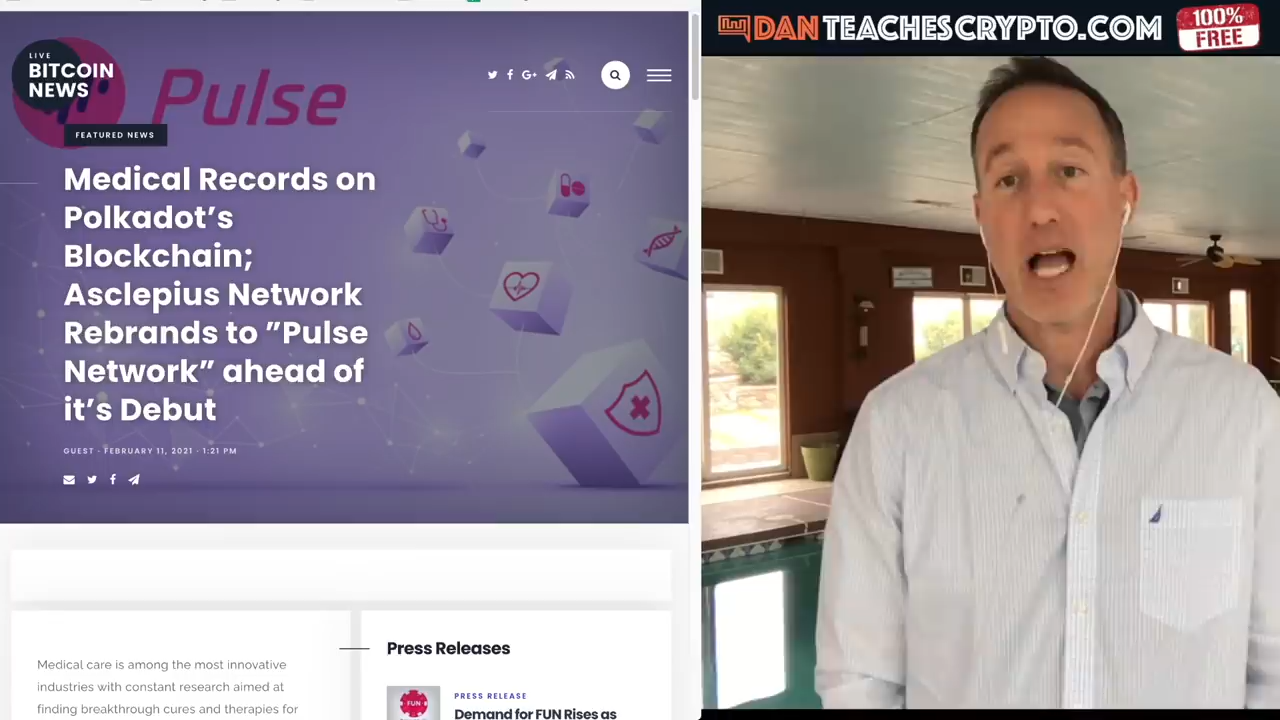 LIVE
BITCOIN
NEWS
Pulse
FEATURED NEWS
Medical Records on
Polkadot’s
Blockchain;
Asclepius Network
Rebrands to ”Pulse
Network” ahead of
it’s Debut
GUEST - FEBRUARY 11, 2021 - 1:21 PM
Medical care is among the most innovative
industries with constant research aimed at
finding breakthrough cures and therapies for
Press Releases
FUN
PRESS RELEASE
Demand for FUN Rises as
DANTEACHESCRYPTO.COM
100%
FREE